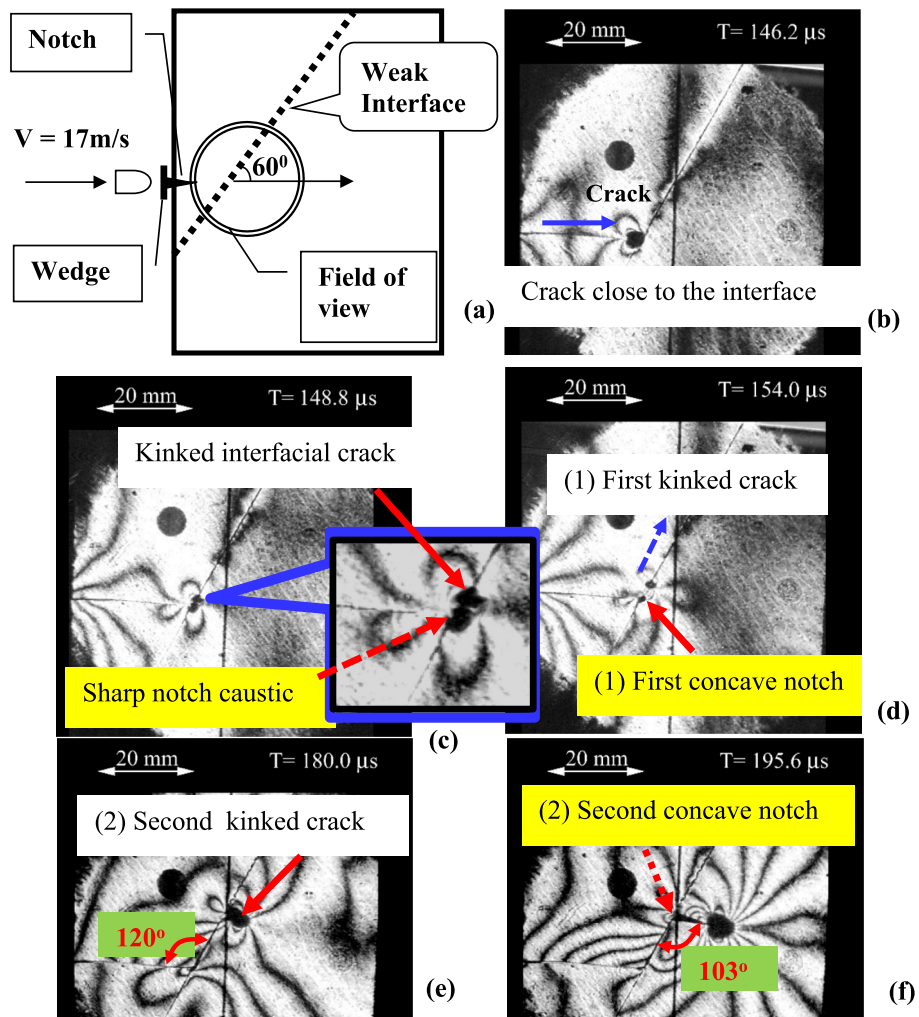 Notch
Weak
Interface
V = 17m/s
60⁰
Wedge
Field of
view
(a)
T= 146.2 µs
20 mm
Crack
Crack close to the interface
(b)
20 mm
T= 148.8 µs
Kinked interfacial crack
Sharp notch caustic
(c)
20 mm
T= 154.0 µs
(1) First kinked crack
(1) First concave notch
(d)
20 mm
T= 180.0 µs
(2) Second kinked crack
120º
(e)
20 mm
T= 195.6 µs
(2) Second concave notch
103º
(f)